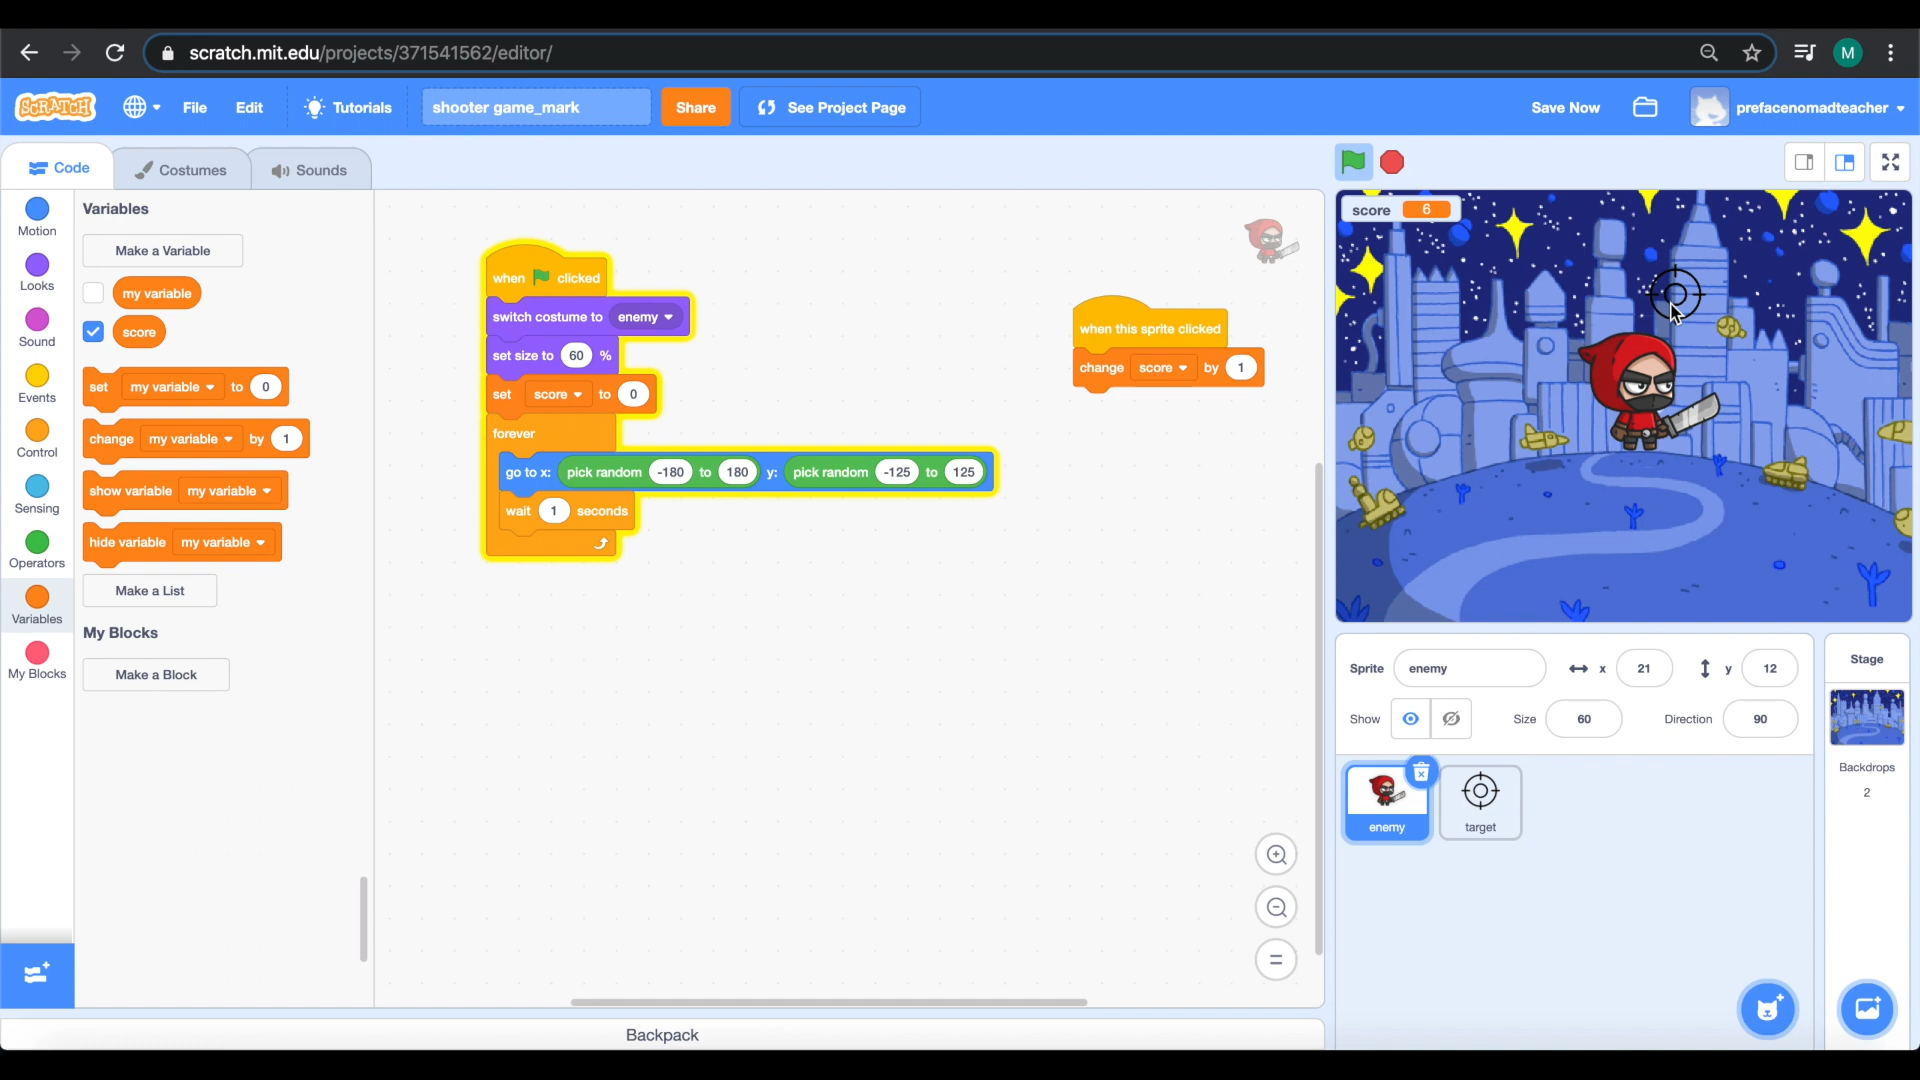 scratch.mit.edu/projects/371541562/editor/
M
SCRATCH
File
Edit
Tutorials
shooter game_mark
Share
See Project Page
Save Now
prefacenomadteacher
Code
Costumes
Sounds
Motion
Looks
Sound
Events
Control
Sensing
Operators
Variables
My Blocks
Variables
Make a Variable
my variable
score
set my variable to 0
change my variable by 1
show variable my variable
hide variable my variable
Make a List
My Blocks
Make a Block
when clicked
switch costume to enemy
set size to 60 %
set score to 0
forever
go to x: pick random -180 to 180 y: pick random -125 to 125
wait 1 seconds
when this sprite clicked
change score by 1
Backpack
score 6
Sprite enemy x 21 y 12
Show Size 60 Direction 90
enemy
target
Stage
Backdrops
2